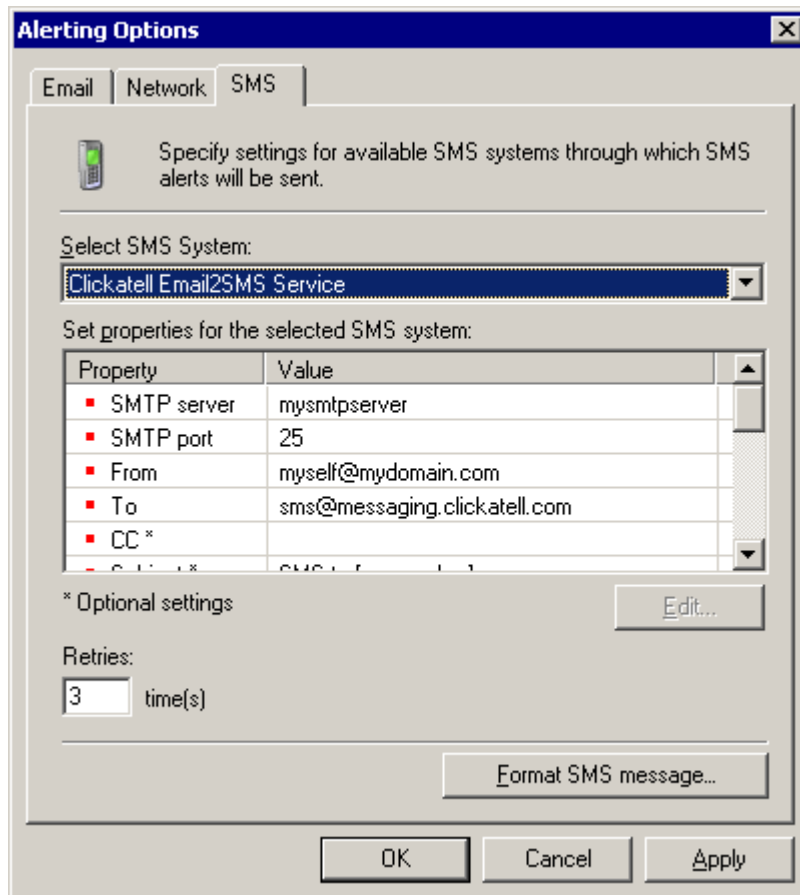 Alerting Options
Email Network SMS
Specify settings for available SMS systems through which SMS
alerts will be sent.
Select SMS System:
Clickatell Email2SMS Service
Set properties for the selected SMS system:
Property Value
SMTP server mysmtpserver
SMTP port 25
From myself@mydomain.com
To sms@messaging.clickatell.com
CC *
* Optional settings
Edit...
Retries:
3 time(s)
Format SMS message...
OK Cancel Apply